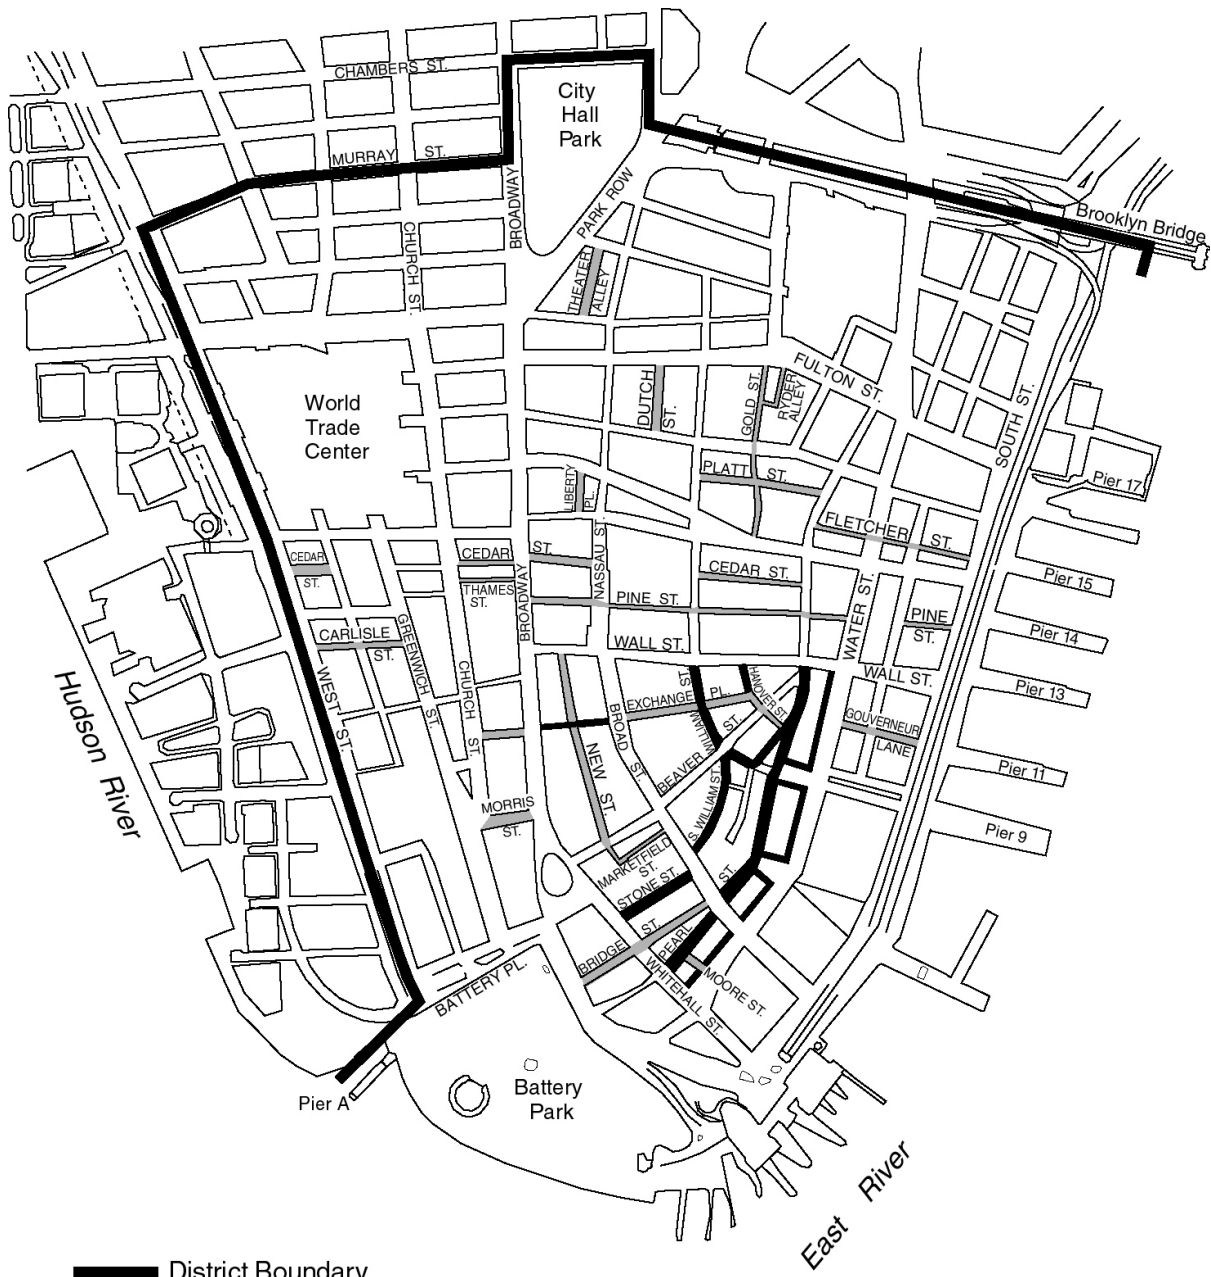 CHAMBERS ST.
City
Hall
Park
MURRAY ST.
BROADWAY
PARK ROW
Brooklyn Bridge
CHURCH ST.
THEATER
ALLEY
FULTON ST.
World
Trade
Center
DUTCH
ST.
GOLD ST.
RYDER
ALLEY
SOUTH ST.
PLATT ST.
LIBERTY
PL.
Pier 17
FLETCHER ST.
CEDAR
ST.
CEDAR ST.
NASSAU ST.
CEDAR ST.
THAMES
ST.
BROADWAY
PINE ST.
WATER ST.
PINE
ST.
Pier 15
Pier 14
CARLISLE
ST.
GREENWICH ST.
WALL ST.
WALL ST.
Pier 13
Hudson River
WEST ST.
CHURCH ST.
EXCHANGE PL.
WILLIAM ST.
HANOVER ST.
BROAD ST.
GOUVERNEUR
LANE
NEW ST.
BEAVER ST.
Pier 11
MORRIS
ST.
S. WILLIAM ST.
Pier 9
MARKETFIELD
ST.
STONE ST.
PEARL ST.
BRIDGE ST.
MOORE ST.
WHITEHALL ST.
BATTERY PL.
Battery
Park
Pier A
East River
District Boundary